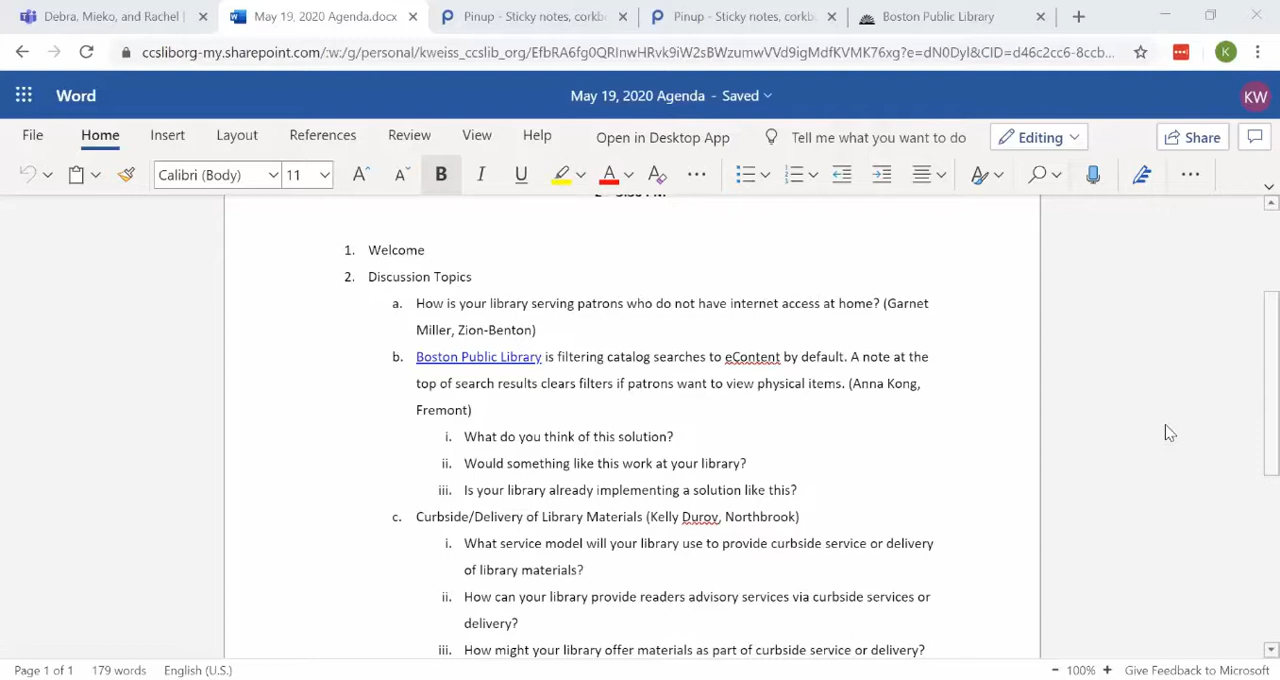 Debra, Mieko, and Rachel |
May 19, 2020 Agenda.docx
Pinup - Sticky notes, corkb
Pinup - Sticky notes, corkb
Boston Public Library
ccsliborg-my.sharepoint.com/:w:/g/personal/kweiss_ccslib_org/EfbRA6fg0QRInwHRvk9iW2sBWzumwVVd9igMdfKVMK76xg?e=dN0DyI&CID=d46c2cc6-8ccb...
K
Word
May 19, 2020 Agenda - Saved
KW
File Home Insert Layout References Review View Help Open in Desktop App Tell me what you want to do Editing Share
Calibri (Body) 11 A A B I U A A
1. Welcome
2. Discussion Topics
a. How is your library serving patrons who do not have internet access at home? (Garnet
Miller, Zion-Benton)
b. Boston Public Library is filtering catalog searches to eContent by default. A note at the
top of search results clears filters if patrons want to view physical items. (Anna Kong,
Fremont)
i. What do you think of this solution?
ii. Would something like this work at your library?
iii. Is your library already implementing a solution like this?
c. Curbside/Delivery of Library Materials (Kelly Duroy, Northbrook)
i. What service model will your library use to provide curbside service or delivery
of library materials?
ii. How can your library provide readers advisory services via curbside services or
delivery?
iii. How might your library offer materials as part of curbside service or delivery?
Page 1 of 1 179 words English (U.S.) - 100% + Give Feedback to Microsoft